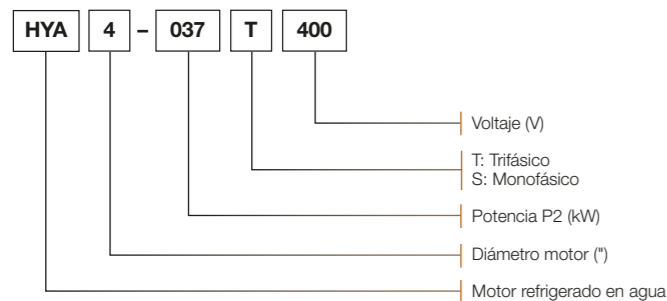 HYA 4 - 037 T 400
Voltaje (V)
T: Trifásico
S: Monofásico
Potencia P2 (kW)
Diámetro motor (")
Motor refrigerado en agua